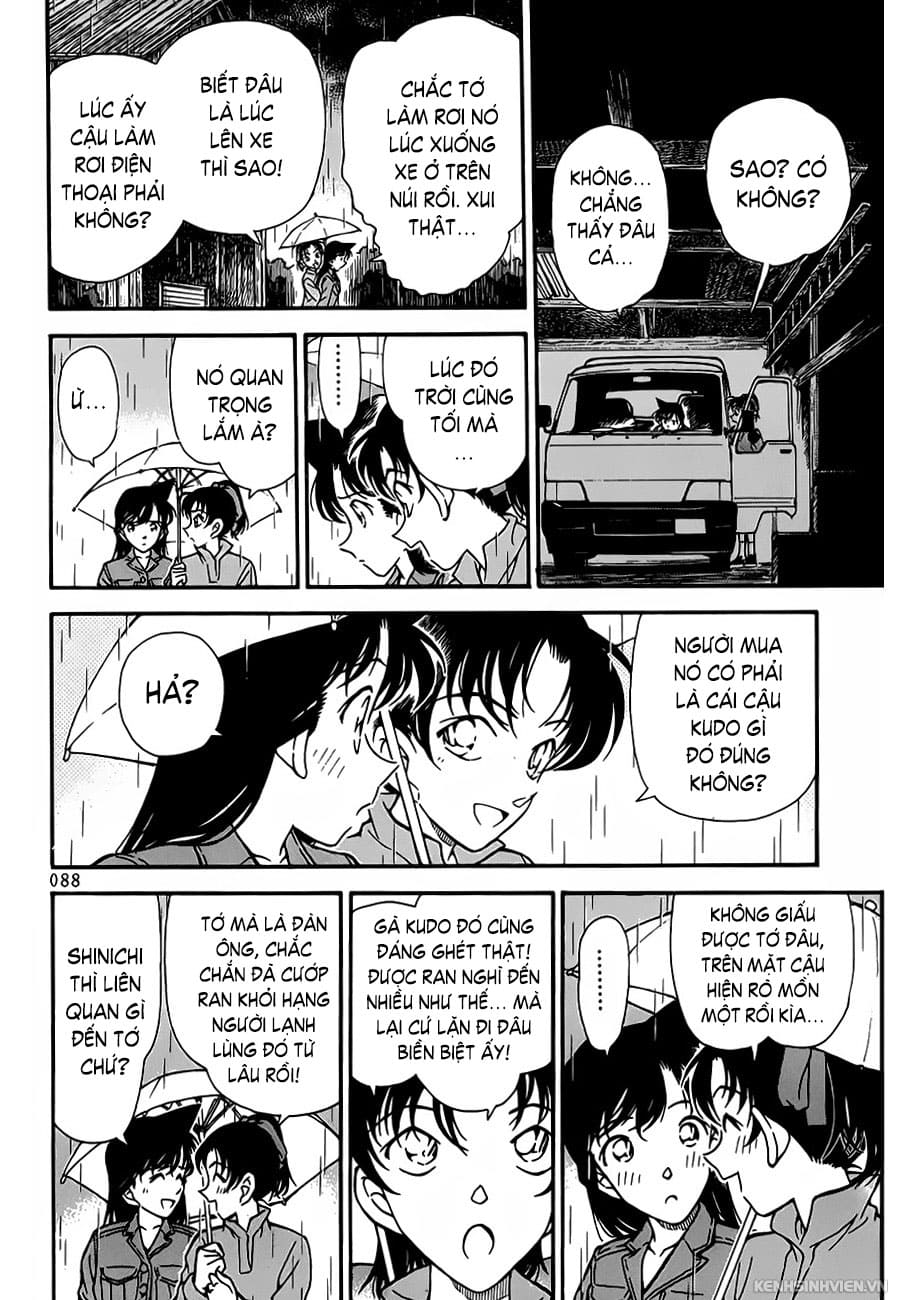 SAO? CÓ
KHÔNG?
KHÔNG...
CHẲNG
THẤY ĐÂU
CẢ...
CHẮC TỚ
LÀM RƠI NÓ
LÚC XUỐNG
XE Ở TRÊN
NÚI RỒI. XUI
THẬT...
BIẾT ĐÂU
LÀ LÚC
LÊN XE
THÌ SAO!
LÚC ẤY
CẬU LÀM
RƠI ĐIỆN
THOẠI PHẢI
KHÔNG?
LÚC ĐÓ
TRỜI CŨNG
TỐI MÀ
...
.........
NÓ QUAN
TRỌNG
LẮM À?
Ừ...
NGƯỜI MUA
NÓ CÓ PHẢI
LÀ CÁI CẬU
KUDO GÌ
ĐÓ ĐÚNG
KHÔNG?
HẢ?
088
KHÔNG GIẤU
ĐƯỢC TỚ ĐÂU,
TRÊN MẶT CẬU
HIỆN RÕ MỒN
MỘT RỒI KÌA...
.........
GÃ KUDO ĐÓ CŨNG
ĐÁNG GHÉT THẬT!
ĐƯỢC RAN NGHĨ ĐẾN
NHIỀU NHƯ THẾ... MÀ
LẠI CỨ LẶN ĐI ĐÂU
BIỀN BIỆT ẤY!
TỚ MÀ LÀ ĐÀN
ÔNG, CHẮC
CHẮN ĐÃ CƯỚP
RAN KHỎI HẠNG
NGƯỜI LẠNH
LÙNG ĐÓ TỪ
LÂU RỒI!
SHINICHI
THÌ LIÊN
QUAN GÌ
ĐẾN TỚ
CHỨ?
KENHSINHVIEN.VN